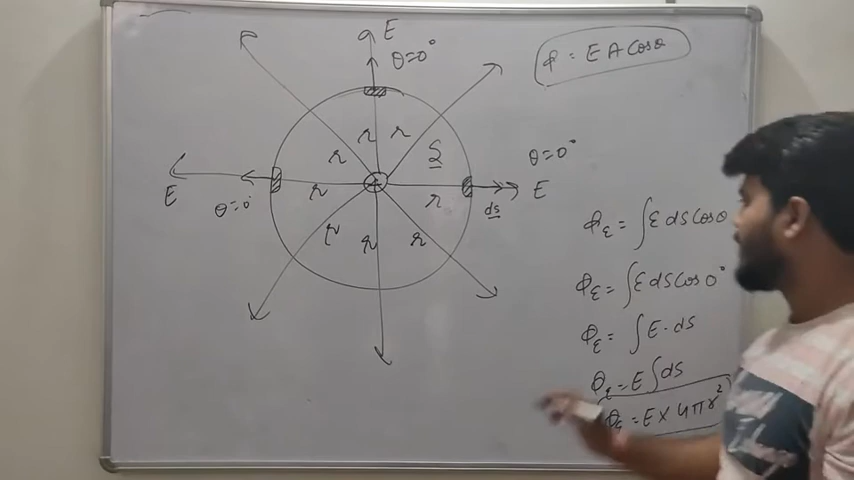 E
θ=0°
Φ = E A Cosθ
r r
r S θ=0°
E r r ds E
θ=0°
r r r
Φ_E = ∫E ds Cosθ
Φ_E = ∫E ds Cos 0°
Φ_E = ∫E · ds
Φ_E = E ∫ds
Φ_E = E X 4πr²